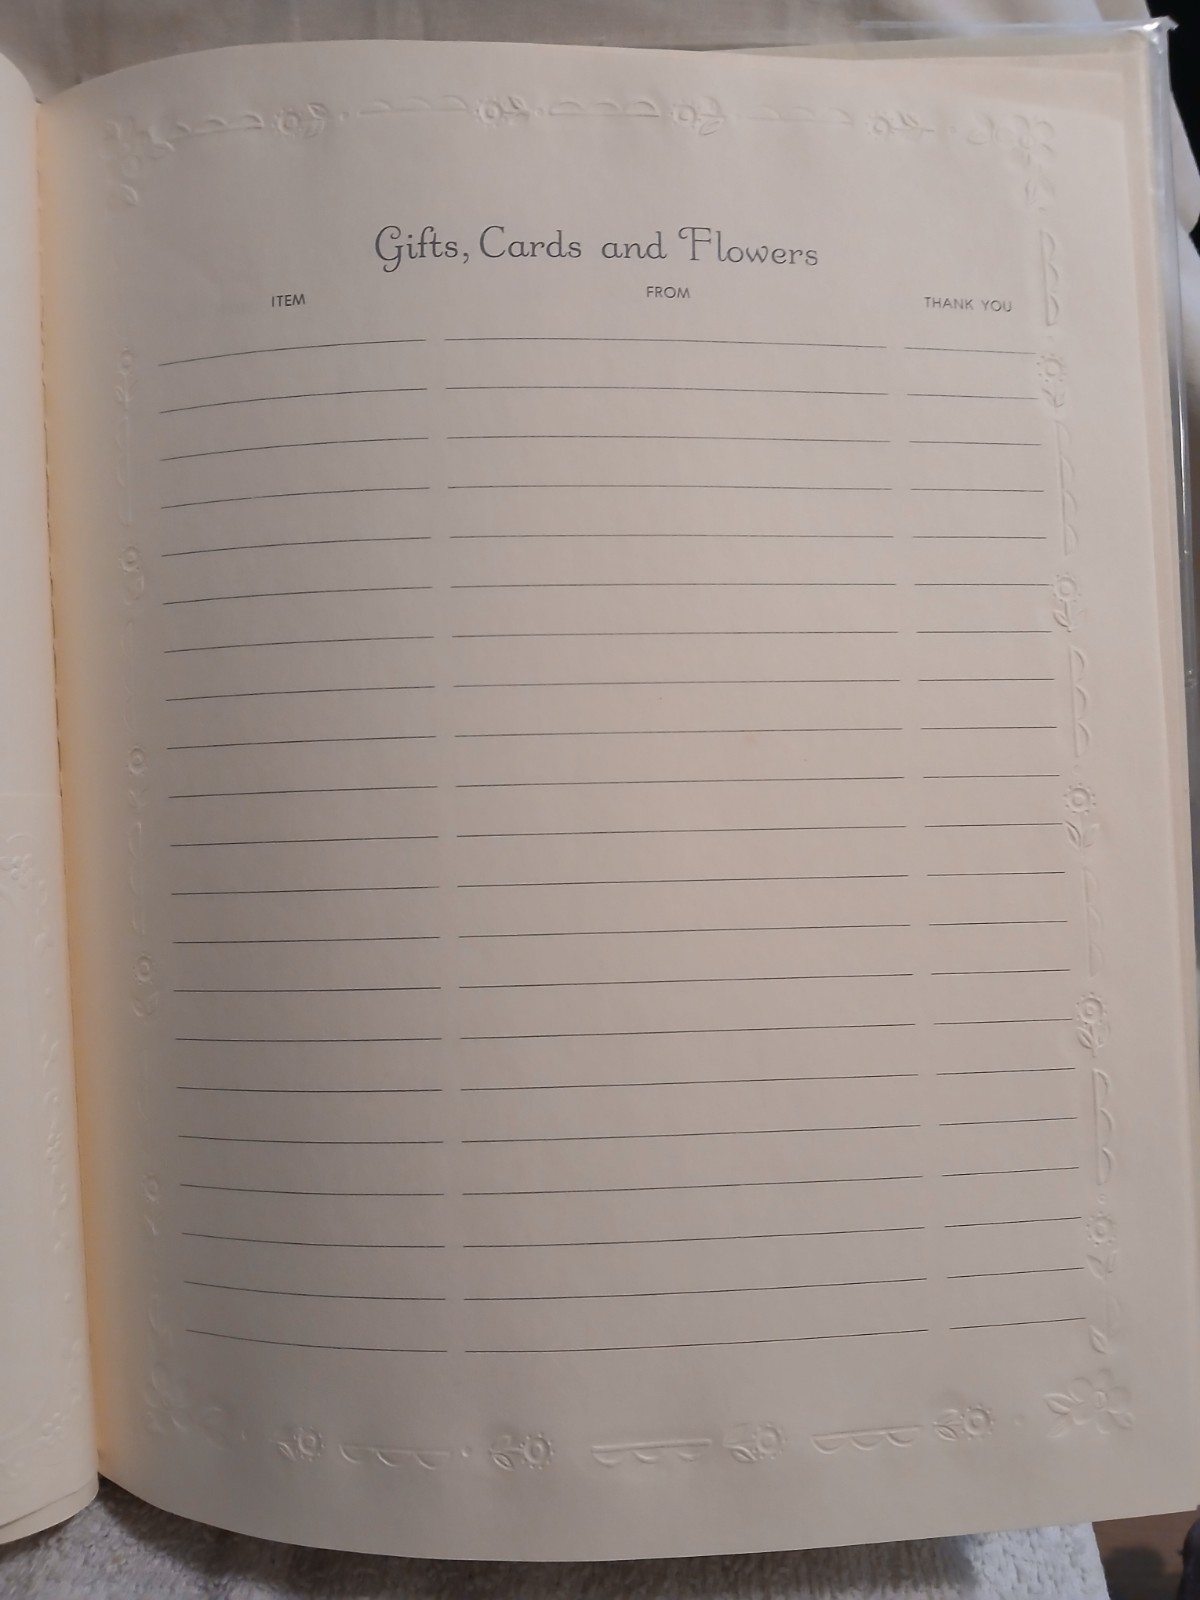 Gifts, Cards and Flowers
ITEM FROM THANK YOU